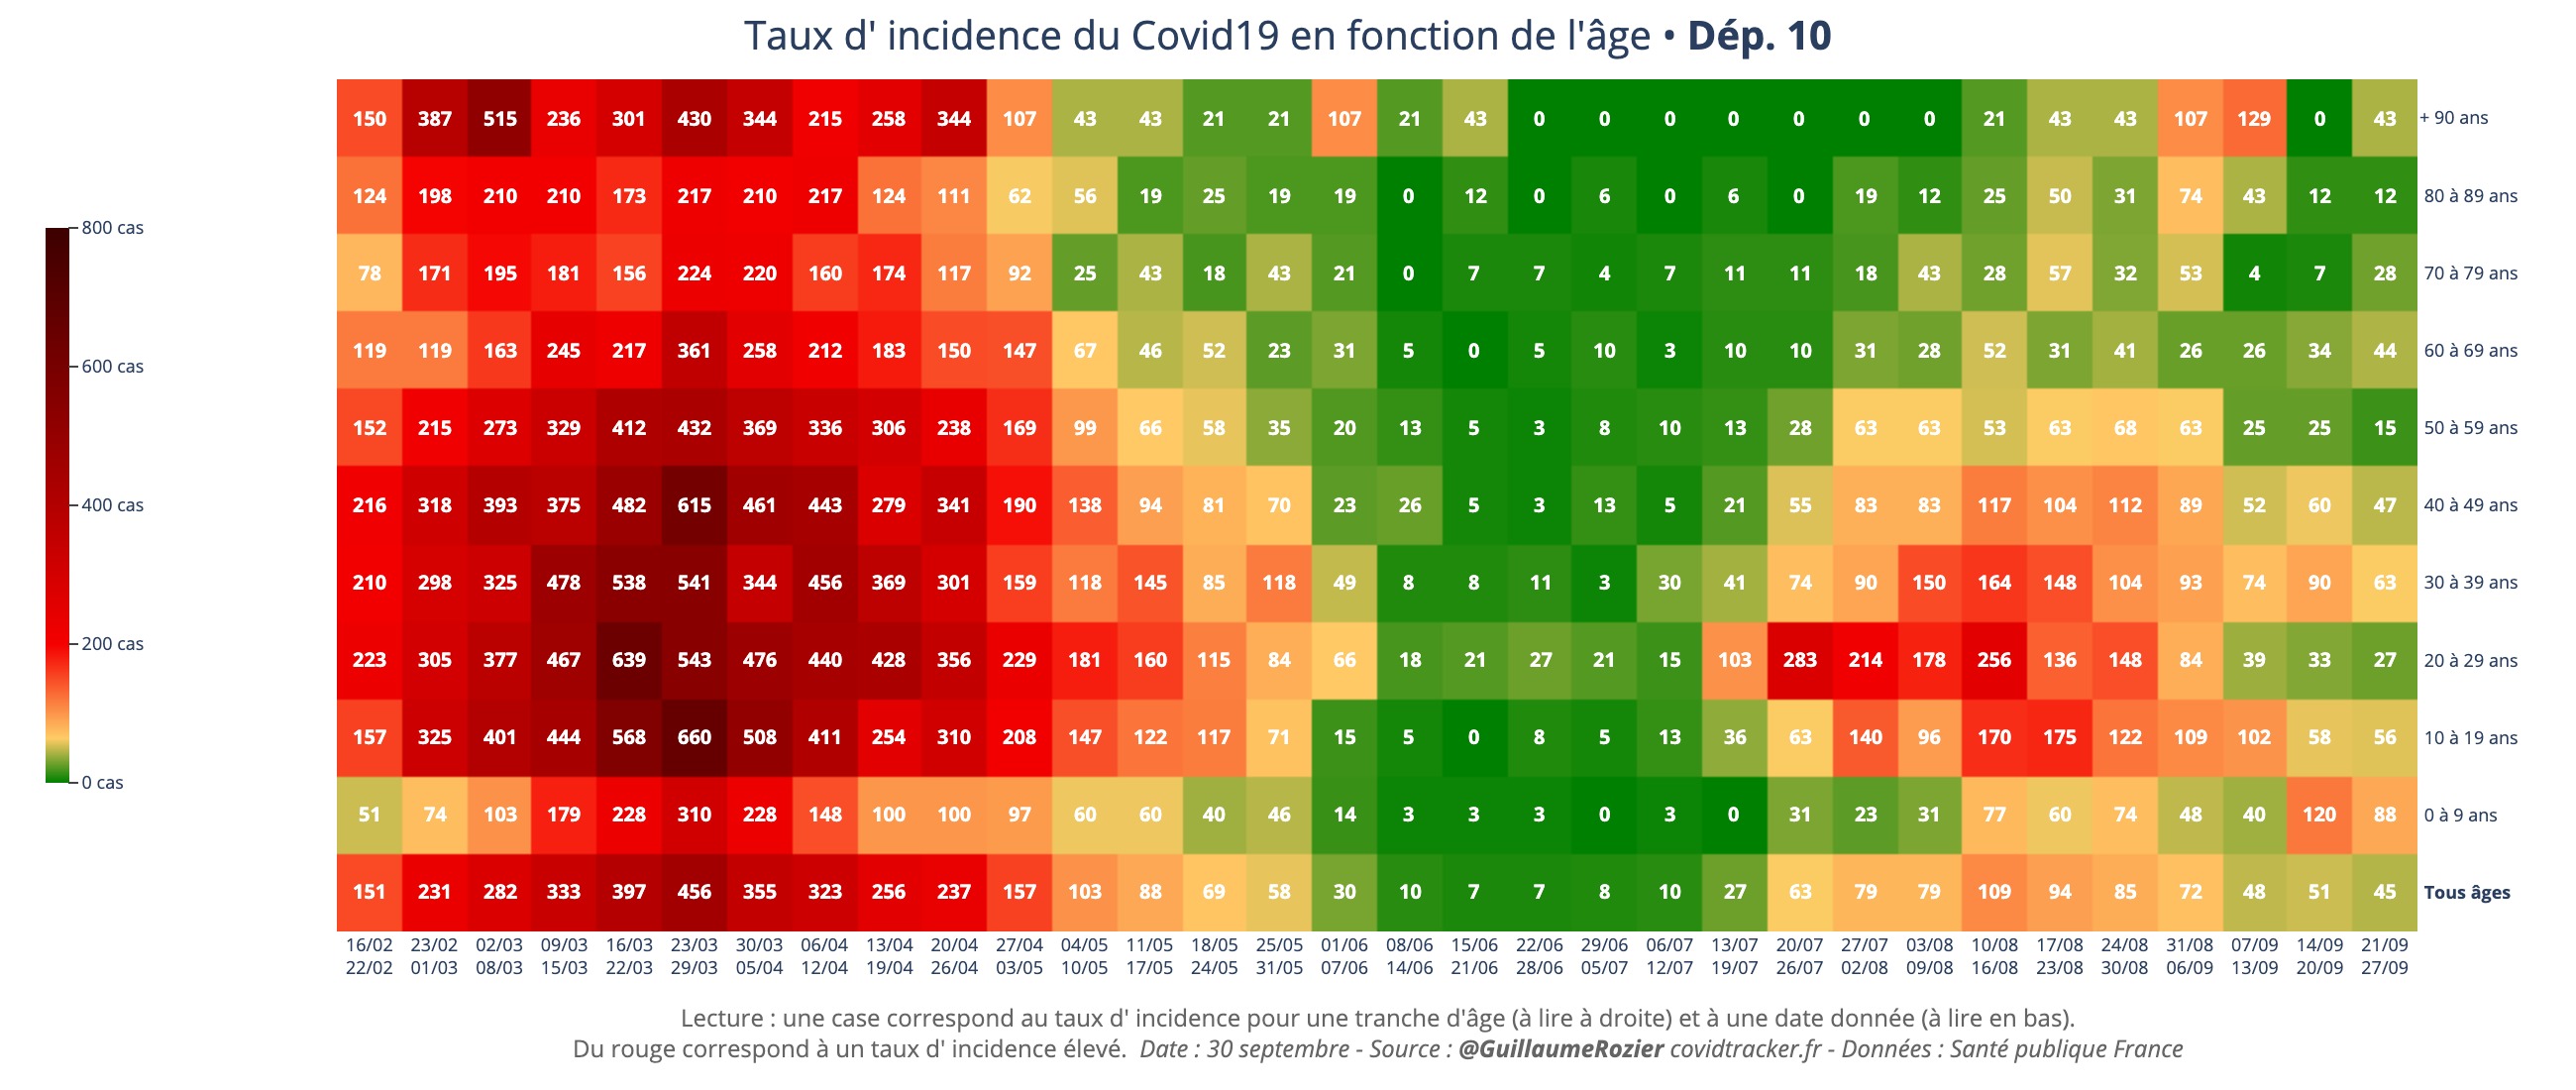 Taux d' incidence du Covid19 en fonction de l'âge • Dép. 10
800 cas
600 cas
400 cas
200 cas
0 cas
150 387 515 236 301 430 344 215 258 344 107 43 43 21 21 107 21 43 0 0 0 0 0 0 0 21 43 43 107 129 0 43 + 90 ans
124 198 210 210 173 217 210 217 124 111 62 56 19 25 19 19 0 12 0 6 0 6 0 19 12 25 50 31 74 43 12 12 80 à 89 ans
78 171 195 181 156 224 220 160 174 117 92 25 43 18 43 21 0 7 7 4 7 11 11 18 43 28 57 32 53 4 7 28 70 à 79 ans
119 119 163 245 217 361 258 212 183 150 147 67 46 52 23 31 5 0 5 10 3 10 10 31 28 52 31 41 26 26 34 44 60 à 69 ans
152 215 273 329 412 432 369 336 306 238 169 99 66 58 35 20 13 5 3 8 10 13 28 63 63 53 63 68 63 25 25 15 50 à 59 ans
216 318 393 375 482 615 461 443 279 341 190 138 94 81 70 23 26 5 3 13 5 21 55 83 83 117 104 112 89 52 60 47 40 à 49 ans
210 298 325 478 538 541 344 456 369 301 159 118 145 85 118 49 8 8 11 3 30 41 74 90 150 164 148 104 93 74 90 63 30 à 39 ans
223 305 377 467 639 543 476 440 428 356 229 181 160 115 84 66 18 21 27 21 15 103 283 214 178 256 136 148 84 39 33 27 20 à 29 ans
157 325 401 444 568 660 508 411 254 310 208 147 122 117 71 15 5 0 8 5 13 36 63 140 96 170 175 122 109 102 58 56 10 à 19 ans
51 74 103 179 228 310 228 148 100 100 97 60 60 40 46 14 3 3 3 0 3 0 31 23 31 77 60 74 48 40 120 88 0 à 9 ans
151 231 282 333 397 456 355 323 256 237 157 103 88 69 58 30 10 7 7 8 10 27 63 79 79 109 94 85 72 48 51 45 Tous âges
16/02 23/02 02/03 09/03 16/03 23/03 30/03 06/04 13/04 20/04 27/04 04/05 11/05 18/05 25/05 01/06 08/06 15/06 22/06 29/06 06/07 13/07 20/07 27/07 03/08 10/08 17/08 24/08 31/08 07/09 14/09 21/09
22/02 01/03 08/03 15/03 22/03 29/03 05/04 12/04 19/04 26/04 03/05 10/05 17/05 24/05 31/05 07/06 14/06 21/06 28/06 05/07 12/07 19/07 26/07 02/08 09/08 16/08 23/08 30/08 06/09 13/09 20/09 27/09
Lecture : une case correspond au taux d' incidence pour une tranche d'âge (à lire à droite) et à une date donnée (à lire en bas).
Du rouge correspond à un taux d' incidence élevé. Date : 30 septembre - Source : @GuillaumeRozier covidtracker.fr - Données : Santé publique France